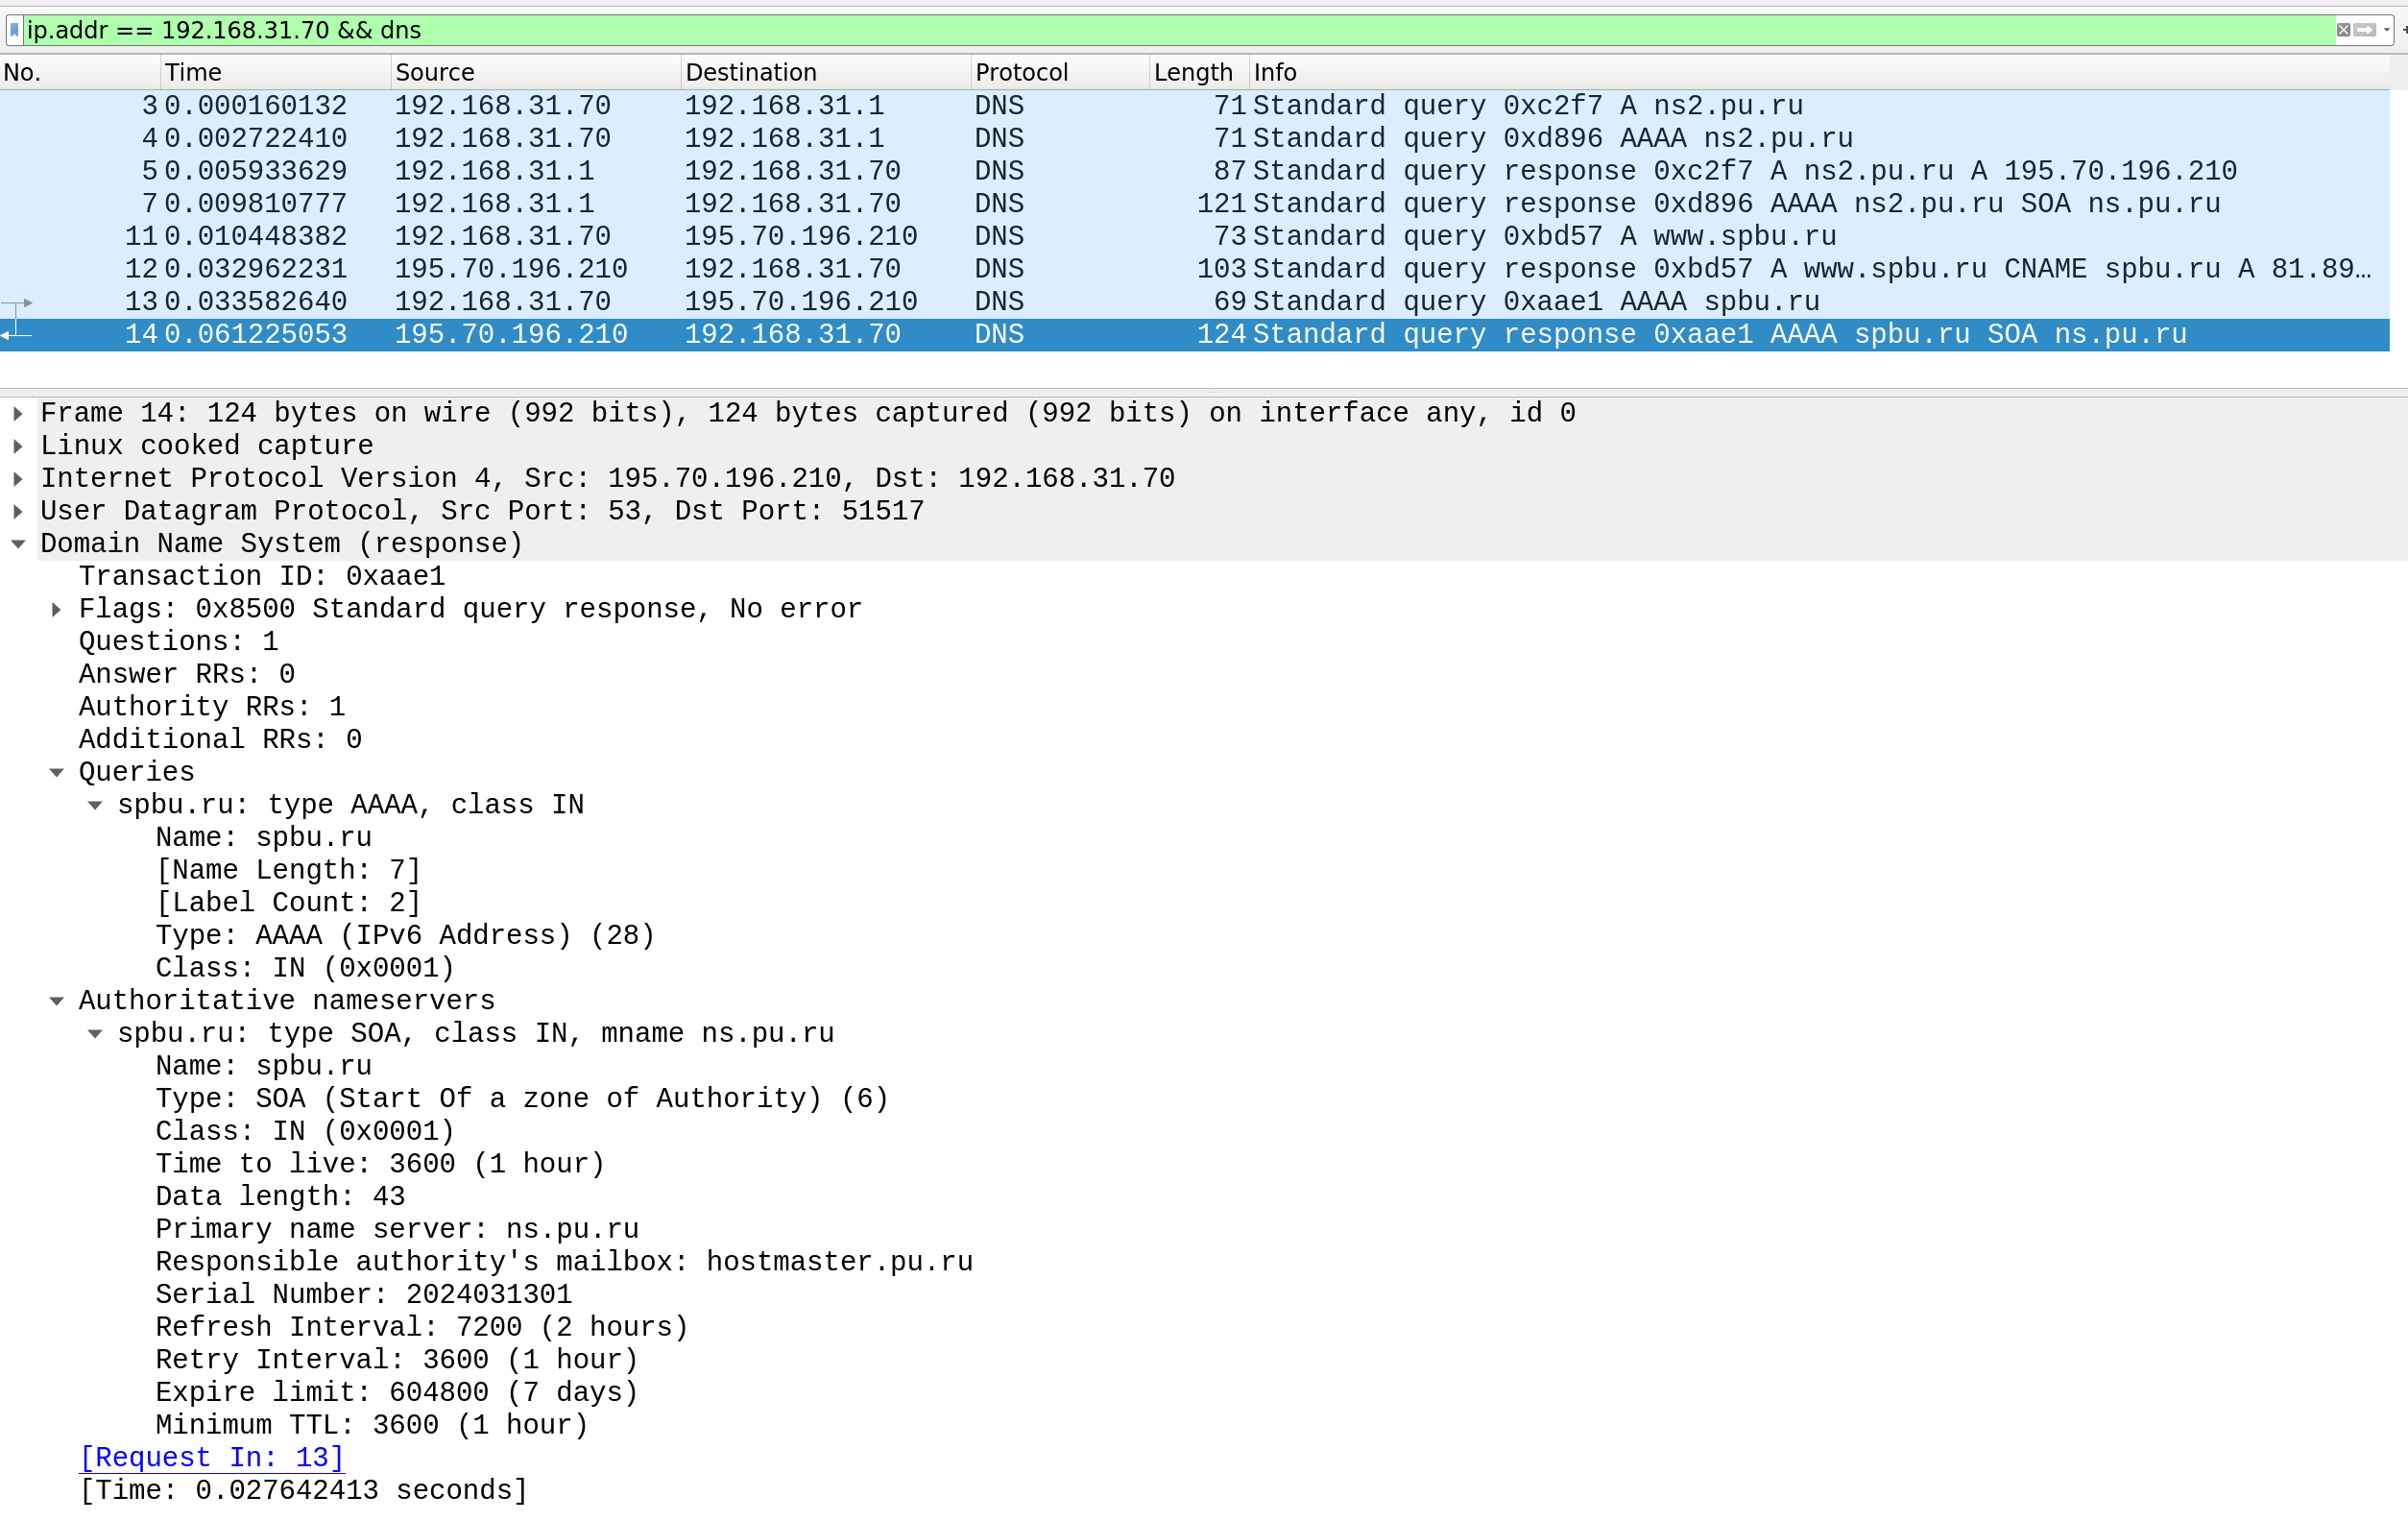 ip.addr == 192.168.31.70 && dns
No. Time Source Destination Protocol Length Info
3 0.000160132 192.168.31.70 192.168.31.1 DNS 71 Standard query 0xc2f7 A ns2.pu.ru
4 0.002722410 192.168.31.70 192.168.31.1 DNS 71 Standard query 0xd896 AAAA ns2.pu.ru
5 0.005933629 192.168.31.1 192.168.31.70 DNS 87 Standard query response 0xc2f7 A ns2.pu.ru A 195.70.196.210
7 0.009810777 192.168.31.1 192.168.31.70 DNS 121 Standard query response 0xd896 AAAA ns2.pu.ru SOA ns.pu.ru
11 0.010448382 192.168.31.70 195.70.196.210 DNS 73 Standard query 0xbd57 A www.spbu.ru
12 0.032962231 195.70.196.210 192.168.31.70 DNS 103 Standard query response 0xbd57 A www.spbu.ru CNAME spbu.ru A 81.89…
13 0.033582640 192.168.31.70 195.70.196.210 DNS 69 Standard query 0xaae1 AAAA spbu.ru
14 0.061225053 195.70.196.210 192.168.31.70 DNS 124 Standard query response 0xaae1 AAAA spbu.ru SOA ns.pu.ru
Frame 14: 124 bytes on wire (992 bits), 124 bytes captured (992 bits) on interface any, id 0
Linux cooked capture
Internet Protocol Version 4, Src: 195.70.196.210, Dst: 192.168.31.70
User Datagram Protocol, Src Port: 53, Dst Port: 51517
Domain Name System (response)
Transaction ID: 0xaae1
Flags: 0x8500 Standard query response, No error
Questions: 1
Answer RRs: 0
Authority RRs: 1
Additional RRs: 0
Queries
spbu.ru: type AAAA, class IN
Name: spbu.ru
[Name Length: 7]
[Label Count: 2]
Type: AAAA (IPv6 Address) (28)
Class: IN (0x0001)
Authoritative nameservers
spbu.ru: type SOA, class IN, mname ns.pu.ru
Name: spbu.ru
Type: SOA (Start Of a zone of Authority) (6)
Class: IN (0x0001)
Time to live: 3600 (1 hour)
Data length: 43
Primary name server: ns.pu.ru
Responsible authority's mailbox: hostmaster.pu.ru
Serial Number: 2024031301
Refresh Interval: 7200 (2 hours)
Retry Interval: 3600 (1 hour)
Expire limit: 604800 (7 days)
Minimum TTL: 3600 (1 hour)
[Request In: 13]
[Time: 0.027642413 seconds]